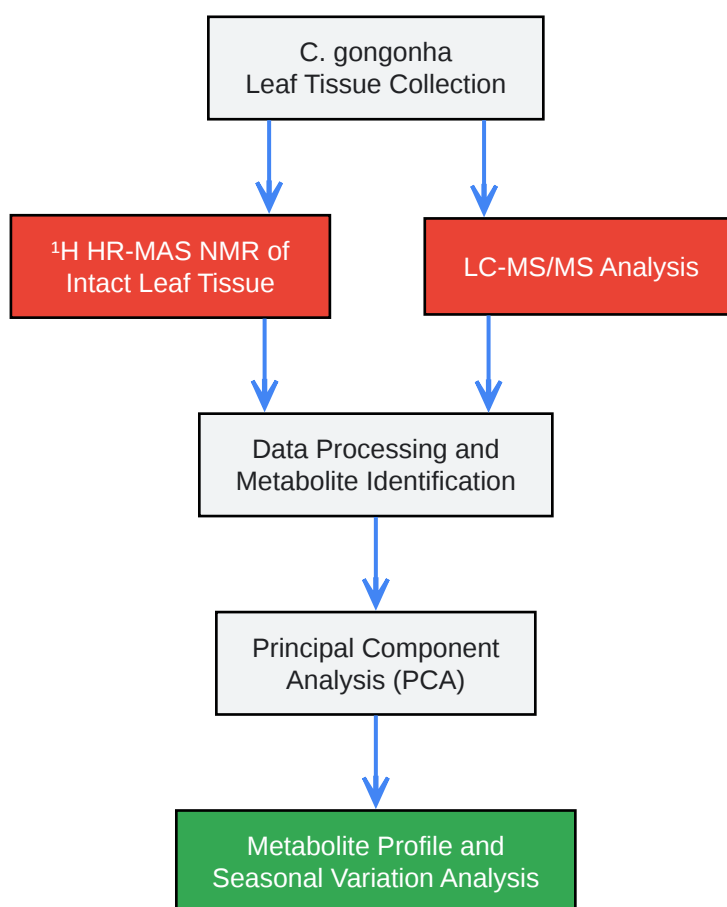 C. gongonha
Leaf Tissue Collection
¹H HR-MAS NMR of
Intact Leaf Tissue
LC-MS/MS Analysis
Data Processing and
Metabolite Identification
Principal Component
Analysis (PCA)
Metabolite Profile and
Seasonal Variation Analysis